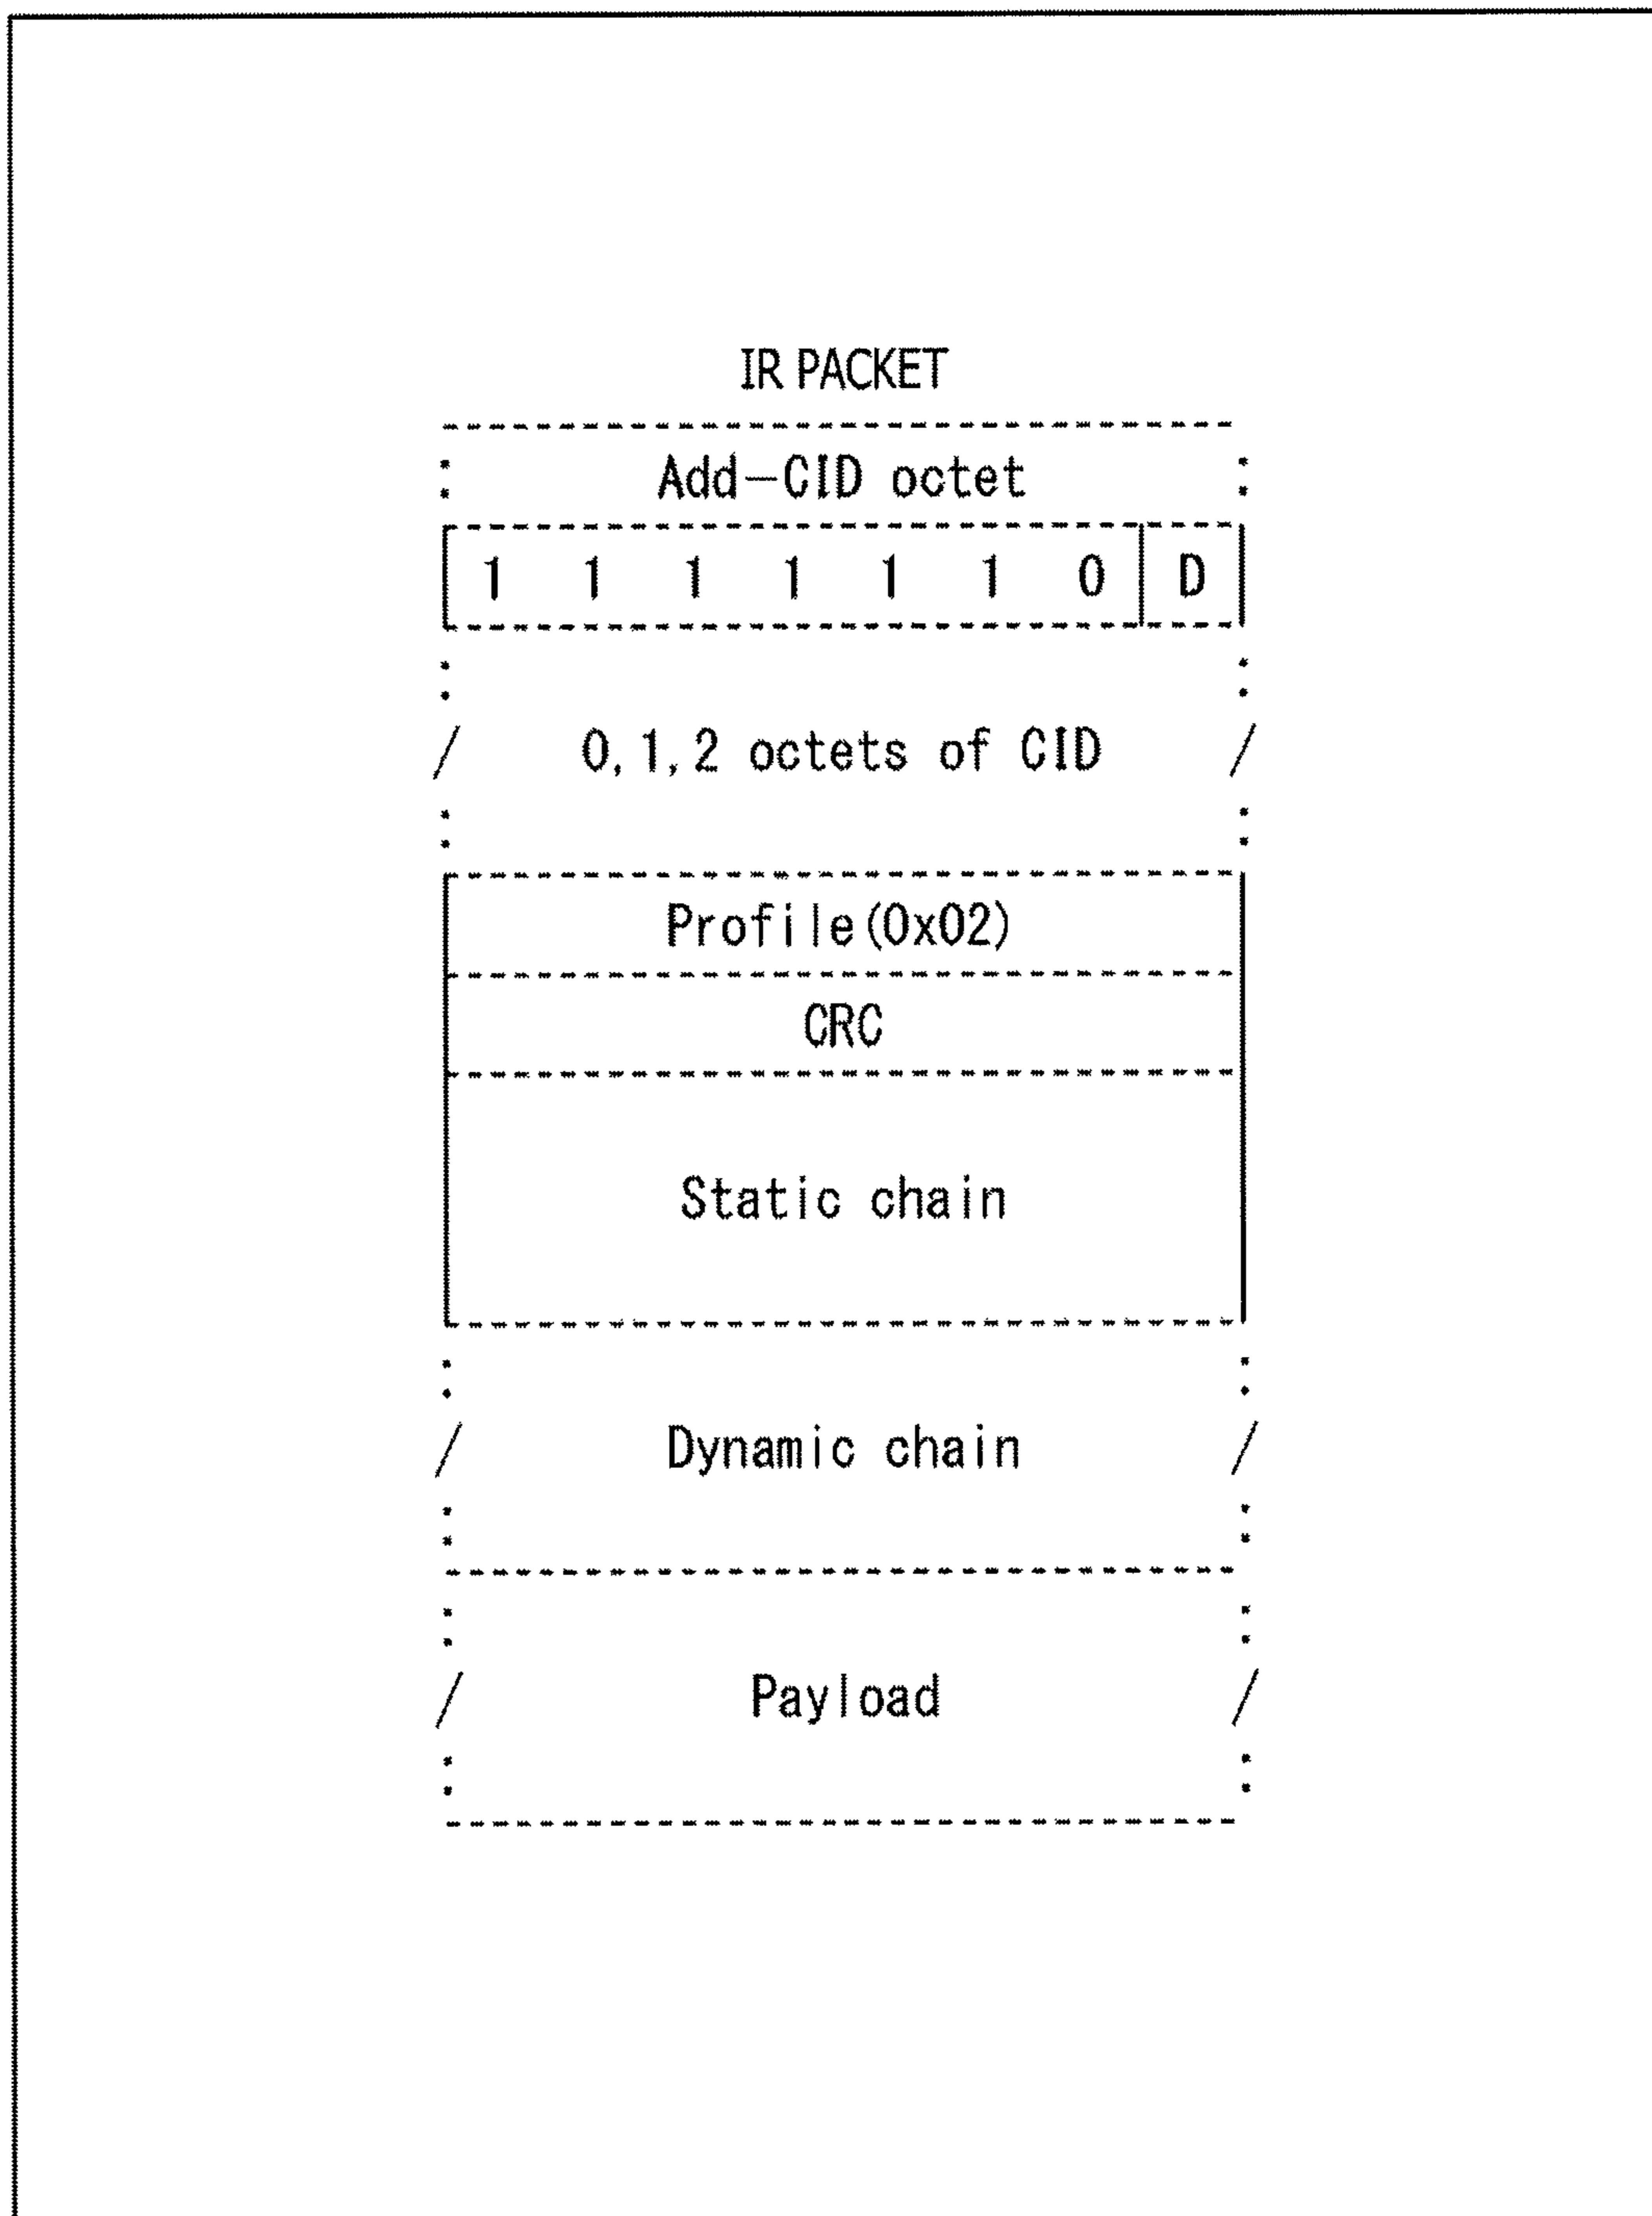 IR PACKET
Add-CID octet
1 1 1 1 1 1 0 D
0,1,2 octets of CID
Profile(0x02)
CRC
Static chain
Dynamic chain
Payload